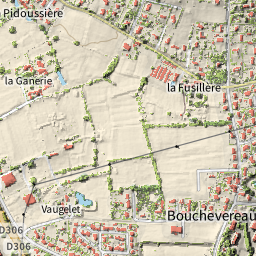 Pidoussière
la Ganerie
la Fusillère
Vaugelet
Bouchevereau
D306
D306